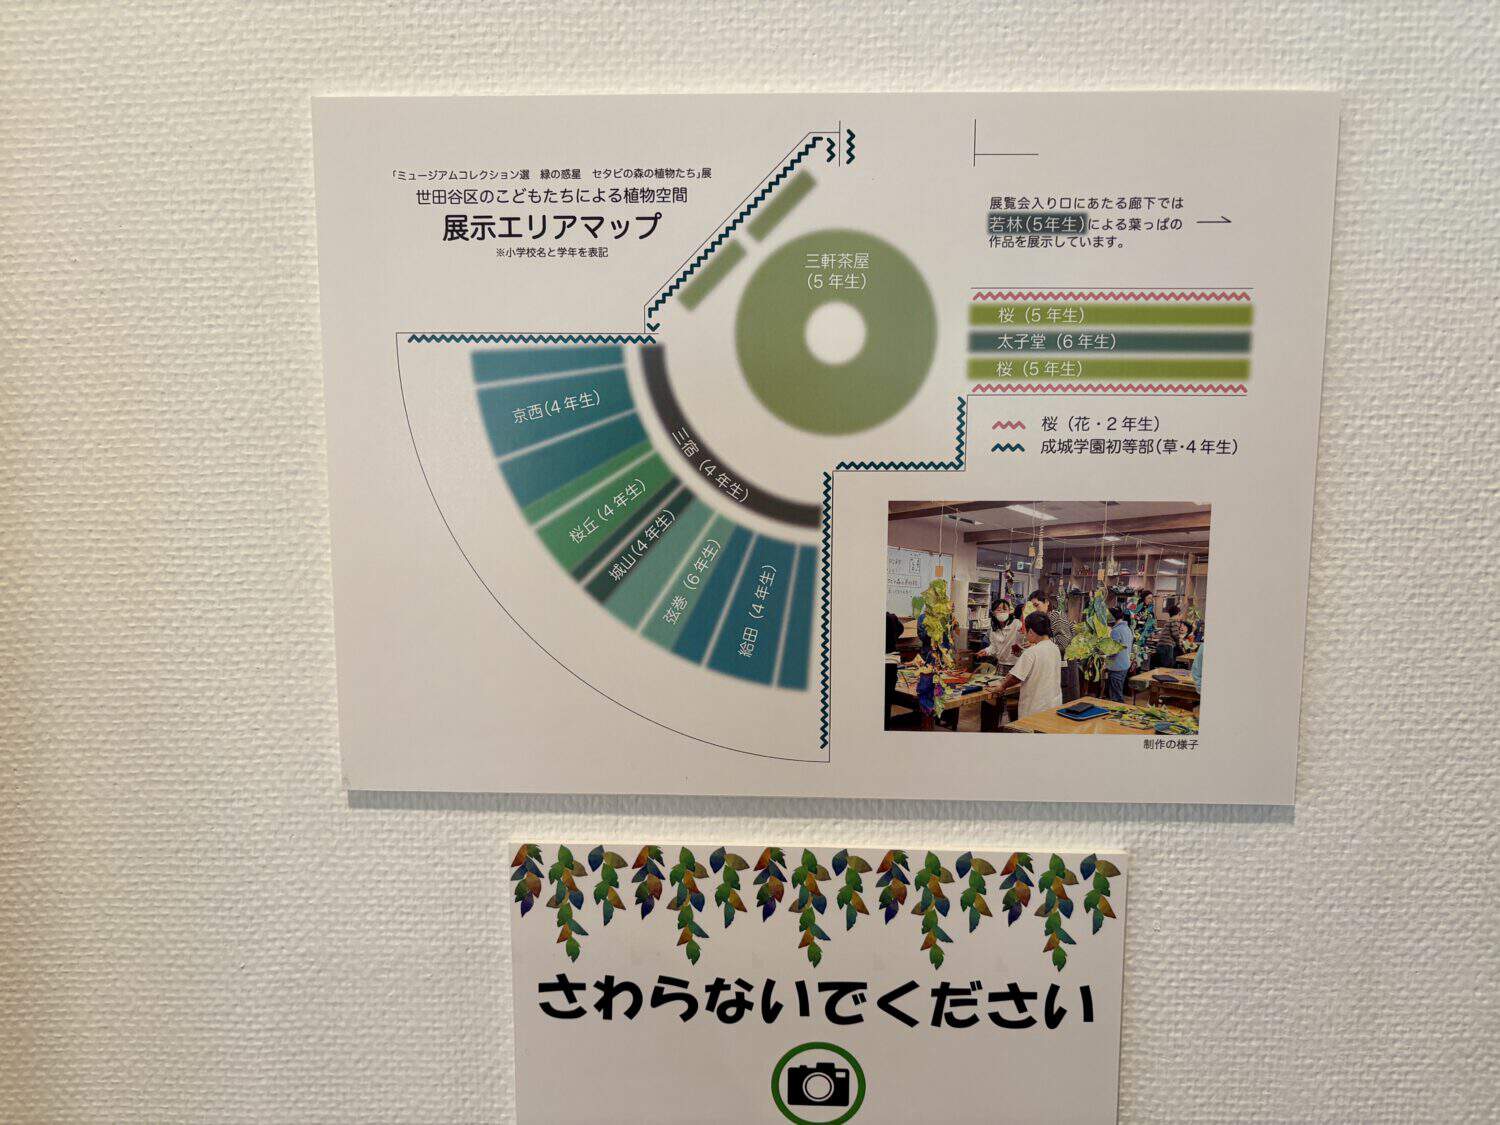 「ミュージアムコレクション選　緑の惑星　セタビの森の植物たち」展
世田谷区のこどもたちによる植物空間
展示エリアマップ
※小学校名と学年を表記
展覧会入り口にあたる廊下では
若林（5年生）による葉っぱの
作品を展示しています。
三軒茶屋
（5 年生）
桜（5 年生）
太子堂（6 年生）
桜（5 年生）
桜（花・2 年生）
成城学園初等部（草・4 年生）
京西（4 年生）
三宿（4 年生）
桜丘（4 年生）
城山（4 年生）
弦巻（6 年生）
給田（4 年生）
制作の様子
さわらないでください